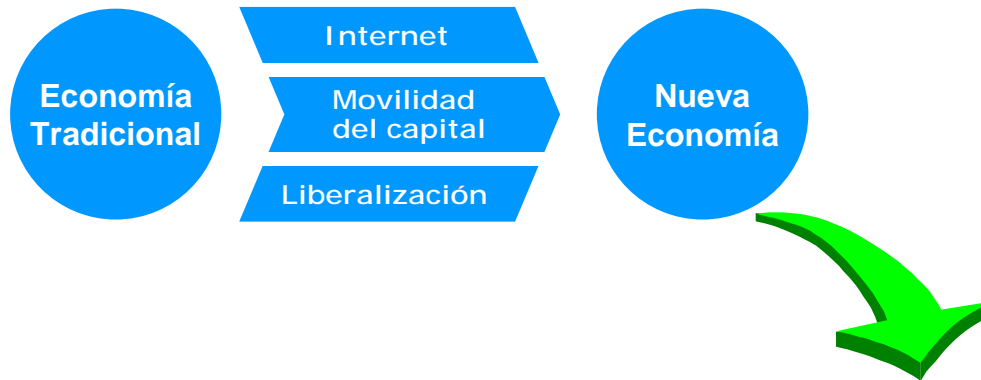 Economía
Tradicional
Internet
Movilidad
del capital
Liberalización
Nueva
Economía